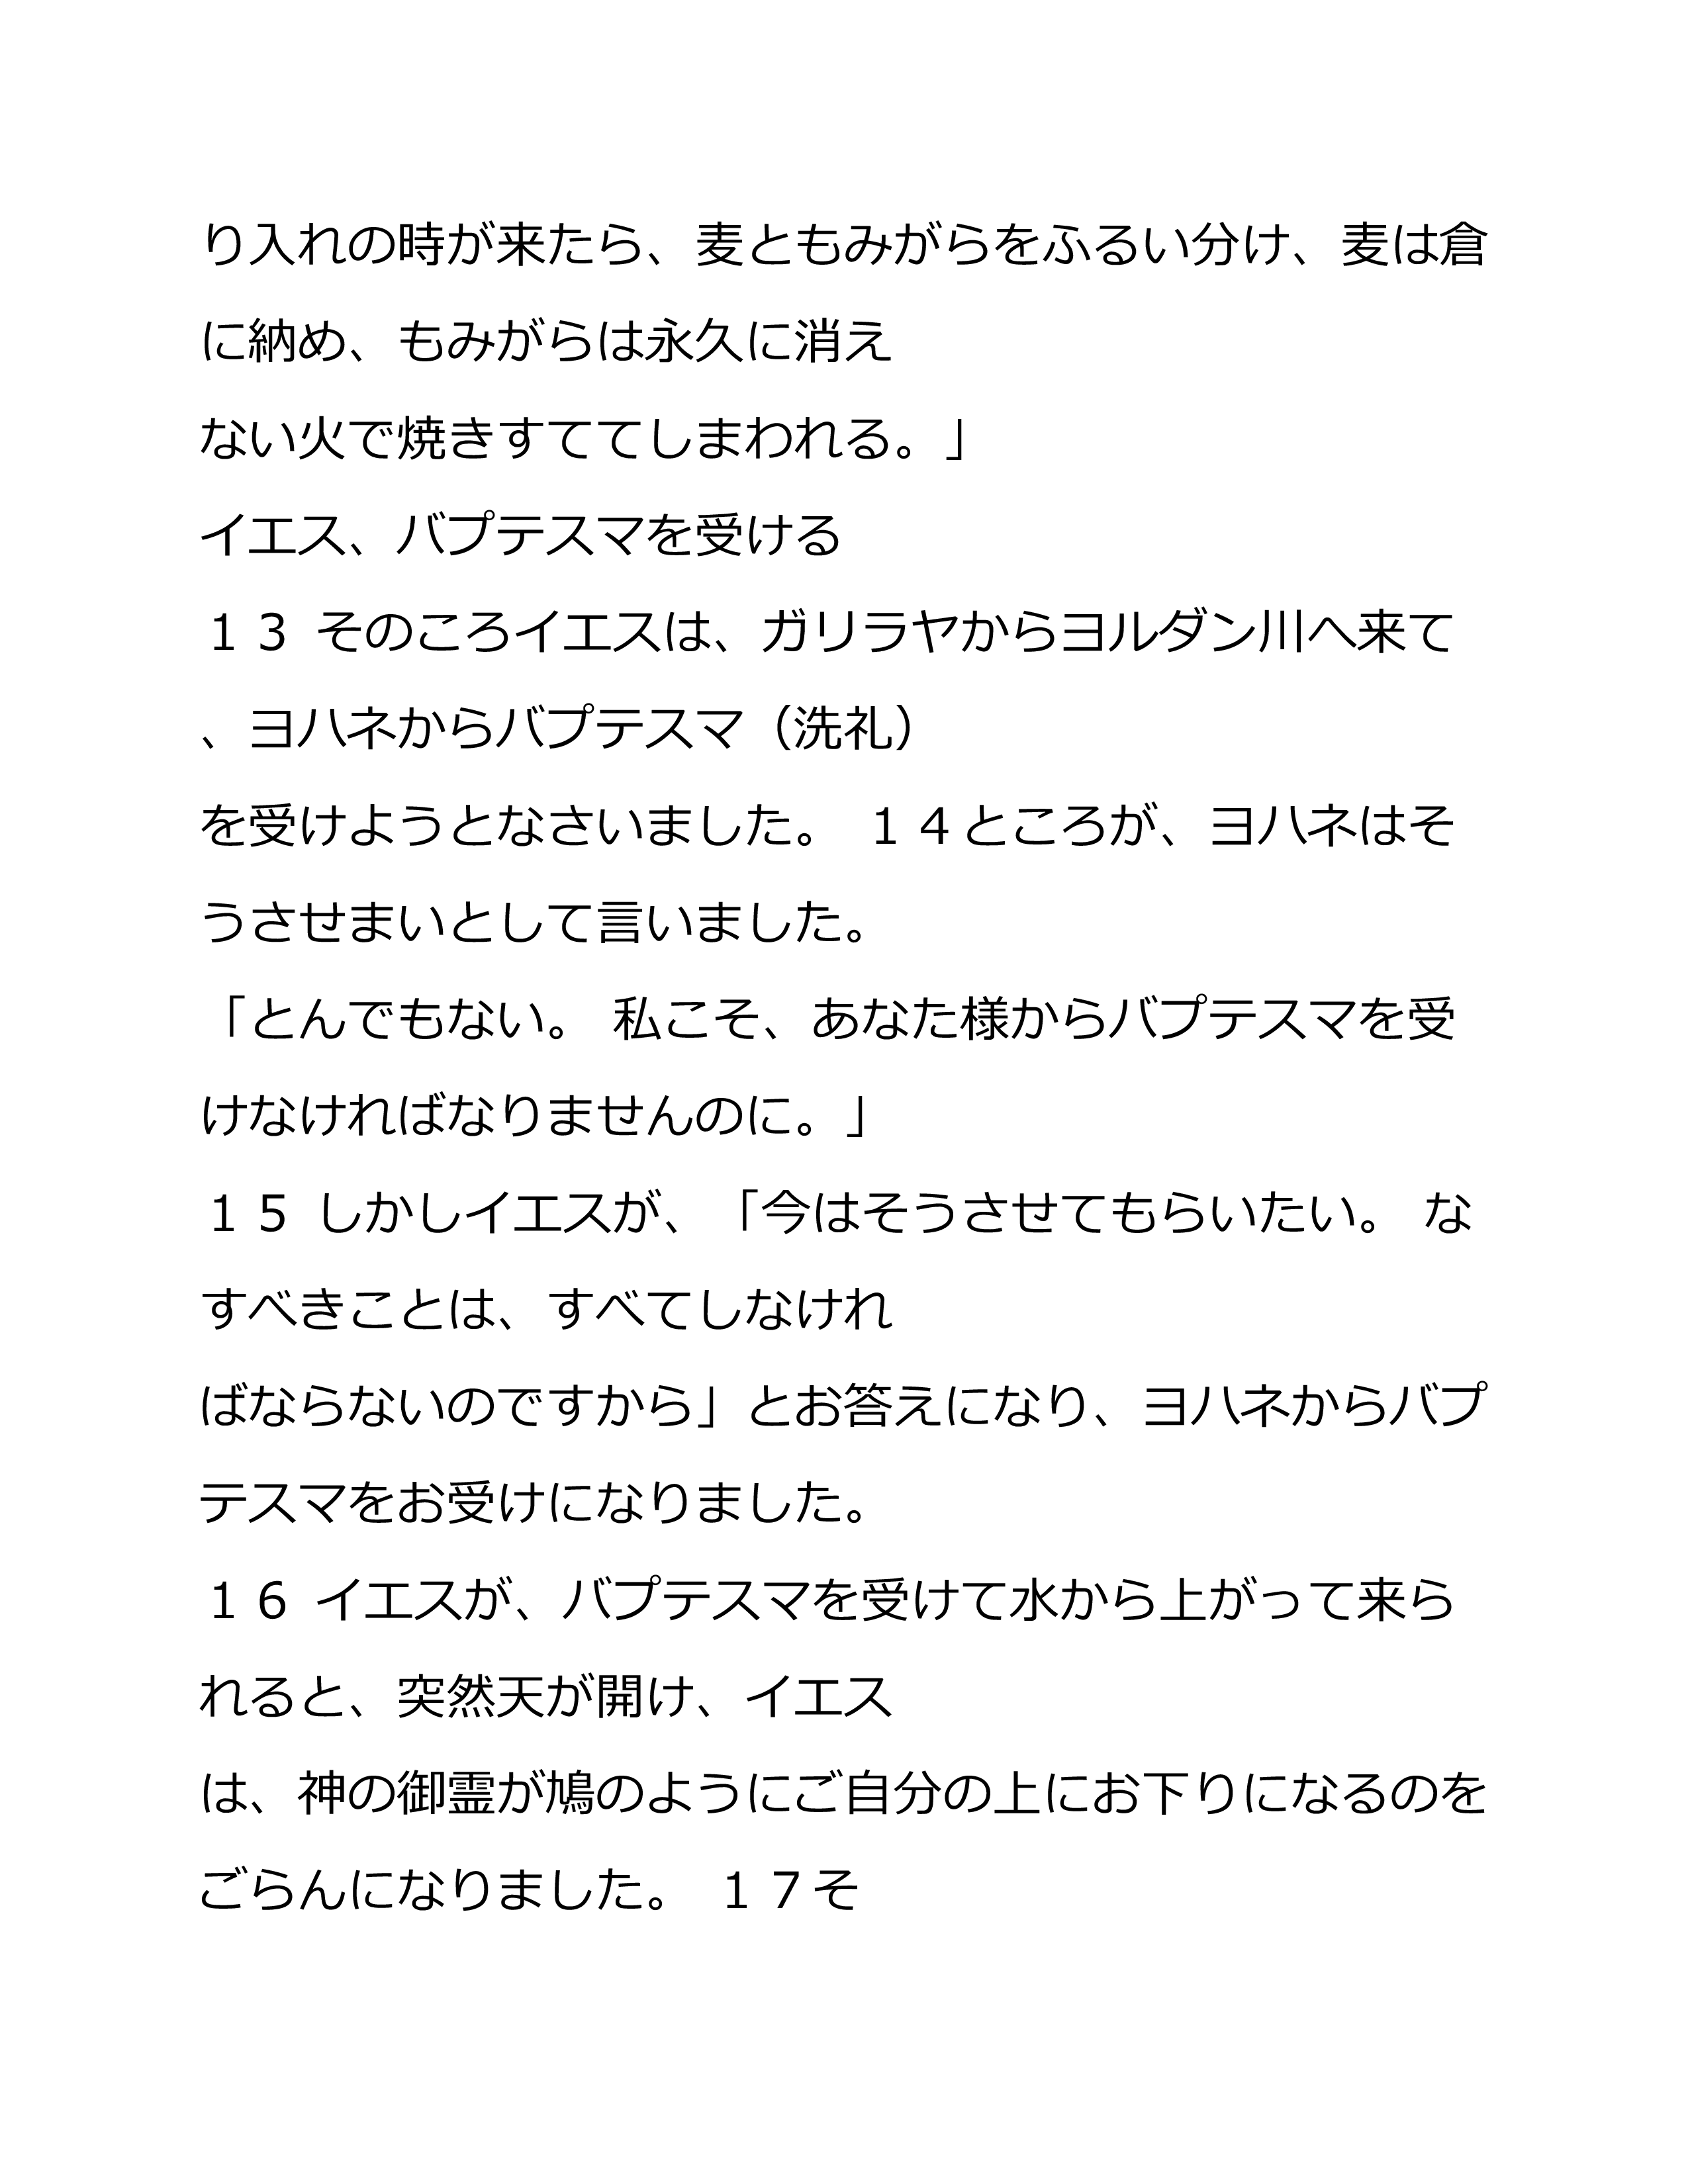 り入れの時が来たら、麦ともみがらをふるい分け、麦は倉
に納め、もみがらは永久に消え
ない火で焼きすててしまわれる。」
イエス、バプテスマを受ける
１３ そのころイエスは、ガリラヤからヨルダン川へ来て
、ヨハネからバプテスマ（洗礼）
を受けようとなさいました。 １４ところが、ヨハネはそ
うさせまいとして言いました。
「とんでもない。 私こそ、あなた様からバプテスマを受
けなければなりませんのに。」
１５ しかしイエスが、「今はそうさせてもらいたい。 な
すべきことは、すべてしなけれ
ばならないのですから」とお答えになり、ヨハネからバプ
テスマをお受けになりました。
１６ イエスが、バプテスマを受けて水から上がって来ら
れると、突然天が開け、イエス
は、神の御霊が鳩のようにご自分の上にお下りになるのを
ごらんになりました。 １７そ